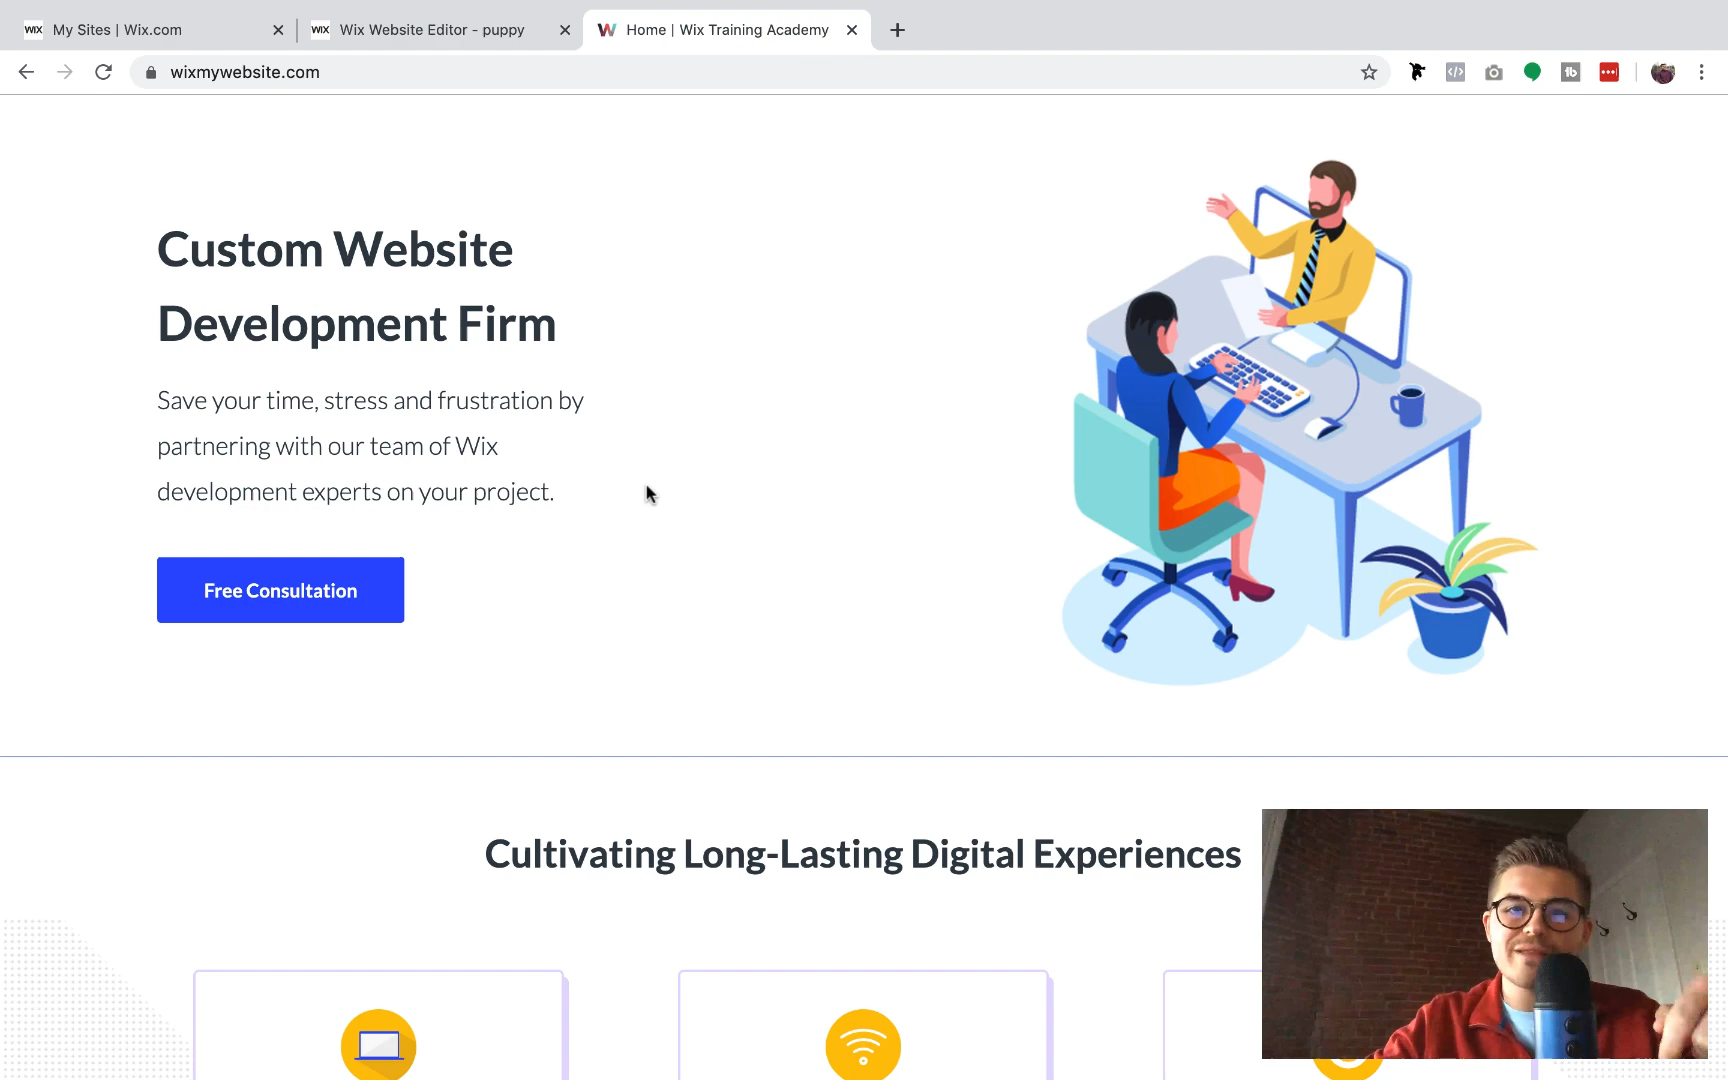 WIX My Sites | Wix.com
WIX Wix Website Editor - puppy
Home | Wix Training Academy
wixmywebsite.com
Custom Website
Development Firm
Save your time, stress and frustration by
partnering with our team of Wix
development experts on your project.
Free Consultation
Cultivating Long-Lasting Digital Experiences